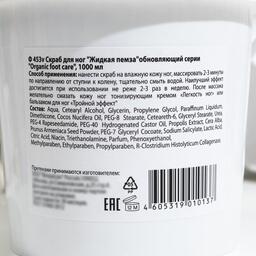 Ф 453v Скраб для ног "Жидкая пемза" обновляющий серии
"Organic foot care", 1000 мл
Способ применения: нанести скраб на влажную кожу ног, массировать 2-3 минуты
по направлению от ступни к колену, тщательно смыть водой. Наилучший эффект
достигается при использовании не реже 2-3 раз в неделю. После массажа
желательно смазать кожу ног тонизирующим кремом «Легкость ног» или
бальзамом для ног «Тройной эффект»
Состав: Aqua, Cetearyl Alcohol, Glycerin, Propylene Glycol, Paraffinum Liquidum,
Dimethicone, Cocos Nucifera Oil, PEG-8 Stearate, Ceteareth-6, Glyceryl Stearate, Urea,
PEG-4 Rapeseedamide, PEG-40 Hydrogenated Castor Oil, Propolis Extract, Cera Alba,
Prunus Armeniaca Seed Powder, PEG-7 Glyceryl Cocoate, Sodium Salicylate, Lactic
Acid, Citric Acid, Niacin, Triethanolamine, Parfum, Phenoxyethanol,
Methylparaben, Ethylparaben, Propylparaben, R-Clostridium Histolyticum Collagenase
Претензии принимаются изготовителем:
EAC
12
М
РР
4 605319 010137